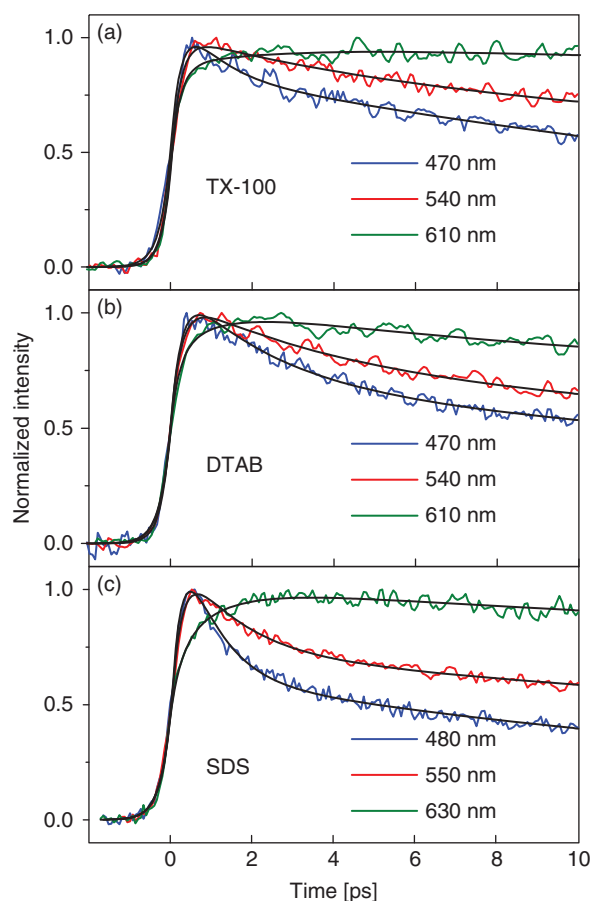 (a)
1.0
0.5
0.0
TX-100
470 nm
540 nm
610 nm
(b)
1.0
0.5
0.0
DTAB
470 nm
540 nm
610 nm
Normalized intensity
(c)
1.0
0.5
0.0
SDS
480 nm
550 nm
630 nm
0 2 4 6 8 10
Time [ps]